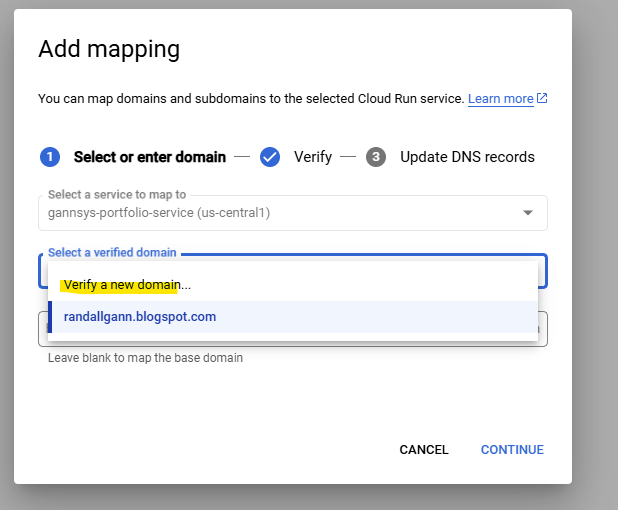 Add mapping
You can map domains and subdomains to the selected Cloud Run service. Learn more
1 Select or enter domain Verify 3 Update DNS records
Select a service to map to
gannsys-portfolio-service (us-central1)
Select a verified domain
Verify a new domain...
randallgann.blogspot.com
Leave blank to map the base domain
CANCEL CONTINUE